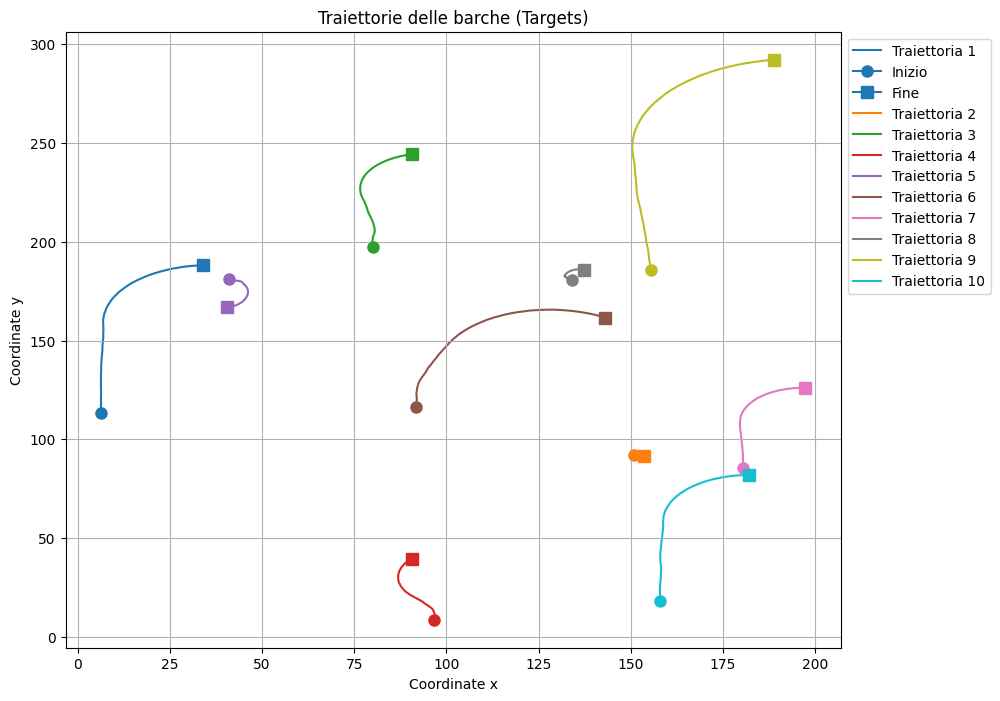 Traiettorie delle barche (Targets)
300
250
200
150
100
50
0
Coordinate y
0 25 50 75 100 125 150 175 200
Coordinate x
Traiettoria 1
Inizio
Fine
Traiettoria 2
Traiettoria 3
Traiettoria 4
Traiettoria 5
Traiettoria 6
Traiettoria 7
Traiettoria 8
Traiettoria 9
Traiettoria 10